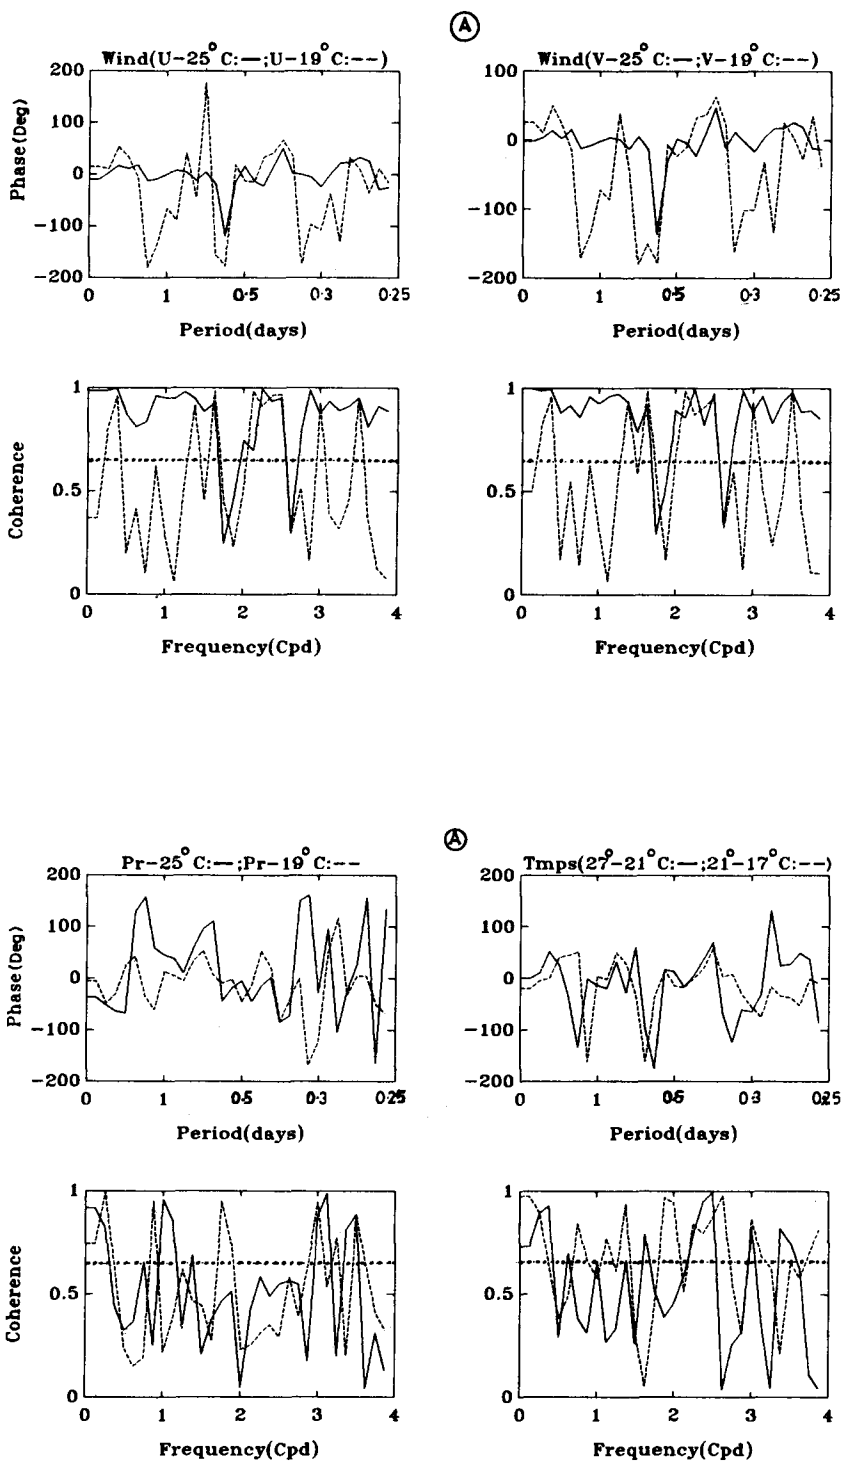 A
Wind(U-25°C:—;U-19°C:--)
200
100
0
-100
-200
Phase(Deg)
0 1 0.5 0.3 0.25
Period(days)
Wind(V-25°C:—;V-19°C:--)
100
0
-100
-200
0 1 0.5 0.3 0.25
Period(days)
1
0.5
0
Coherence
0 1 2 3 4
Frequency(Cpd)
1
0.5
0
0 1 2 3 4
Frequency(Cpd)
A
Pr-25°C:—;Pr-19°C:--
200
100
0
-100
-200
Phase(Deg)
0 1 0.5 0.3 0.25
Period(days)
Tmps(27°-21°C:—;21°-17°C:--)
200
100
0
-100
-200
0 1 0.5 0.3 0.25
Period(days)
1
0.5
0
Coherence
0 1 2 3 4
Frequency(Cpd)
1
0.5
0
0 1 2 3 4
Frequency(Cpd)